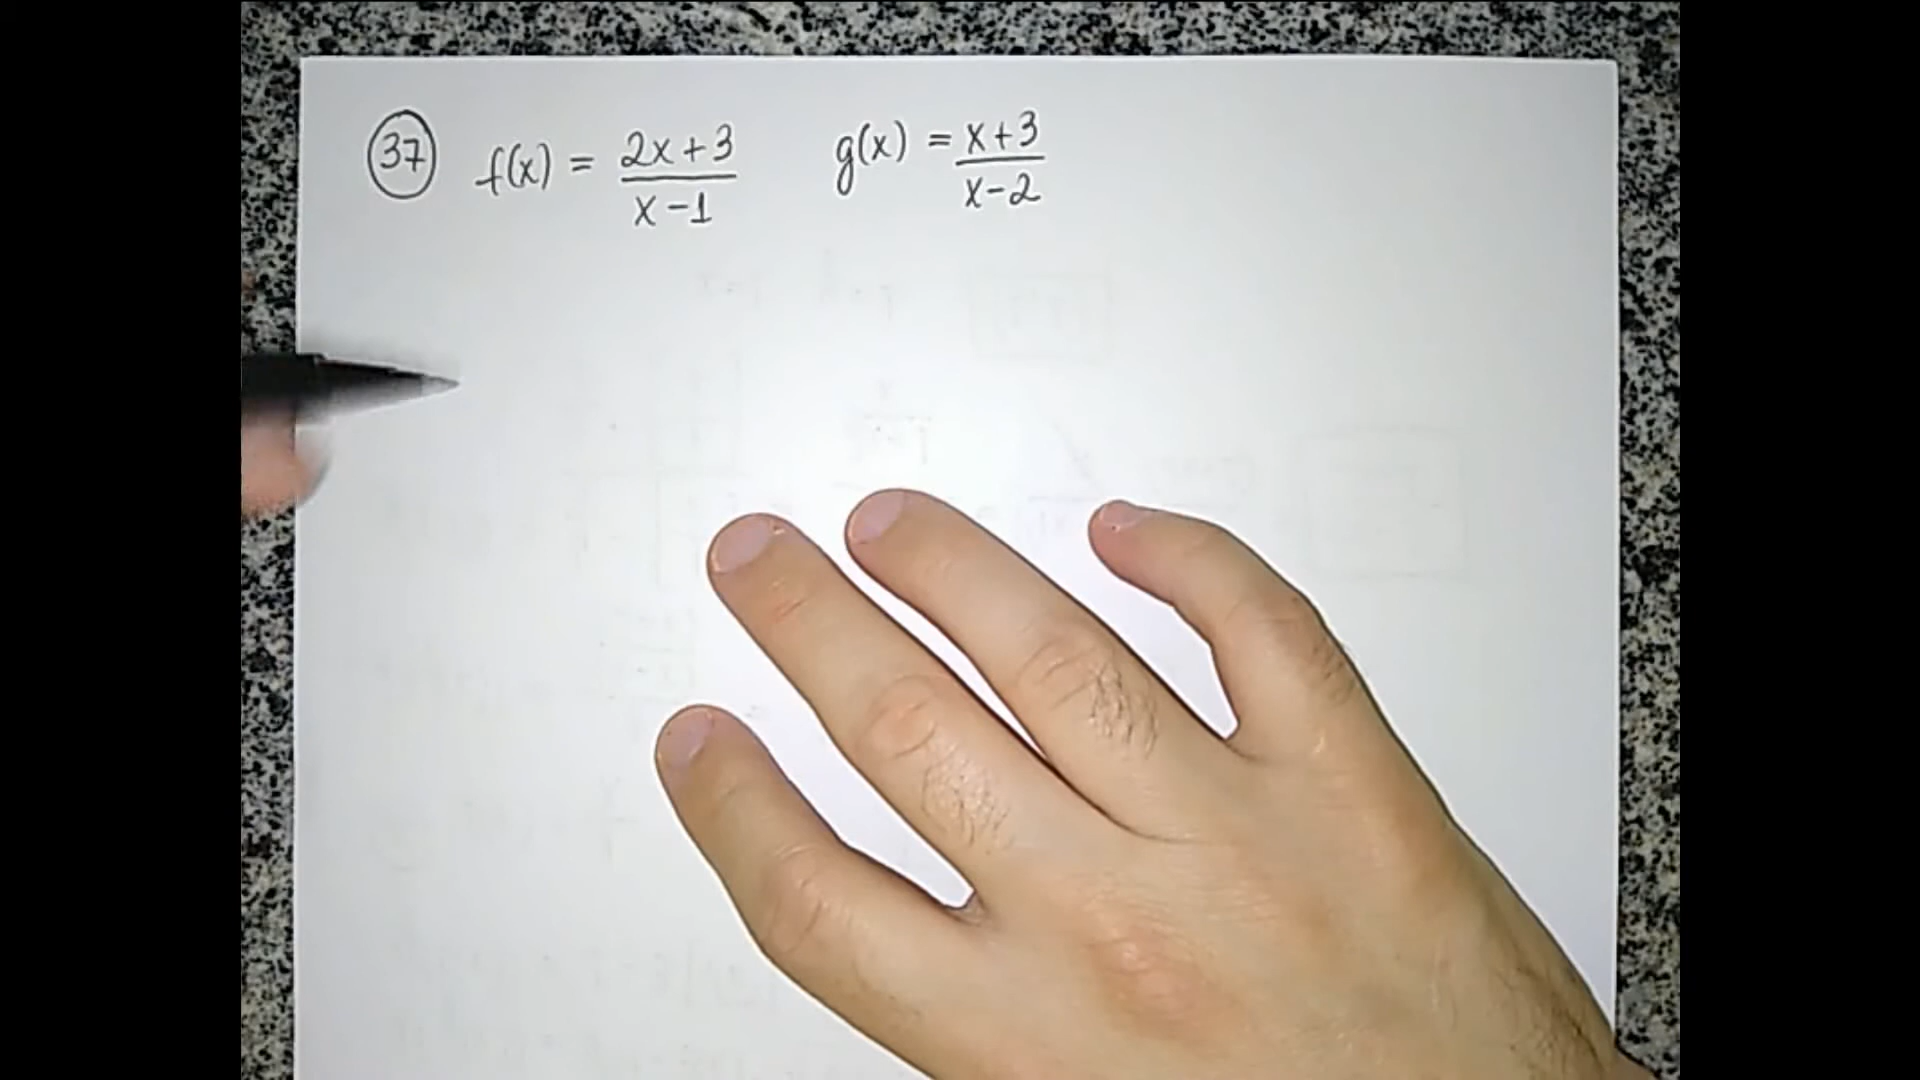 37 f(x) = (2x+3)/(x-1) g(x) = (x+3)/(x-2)